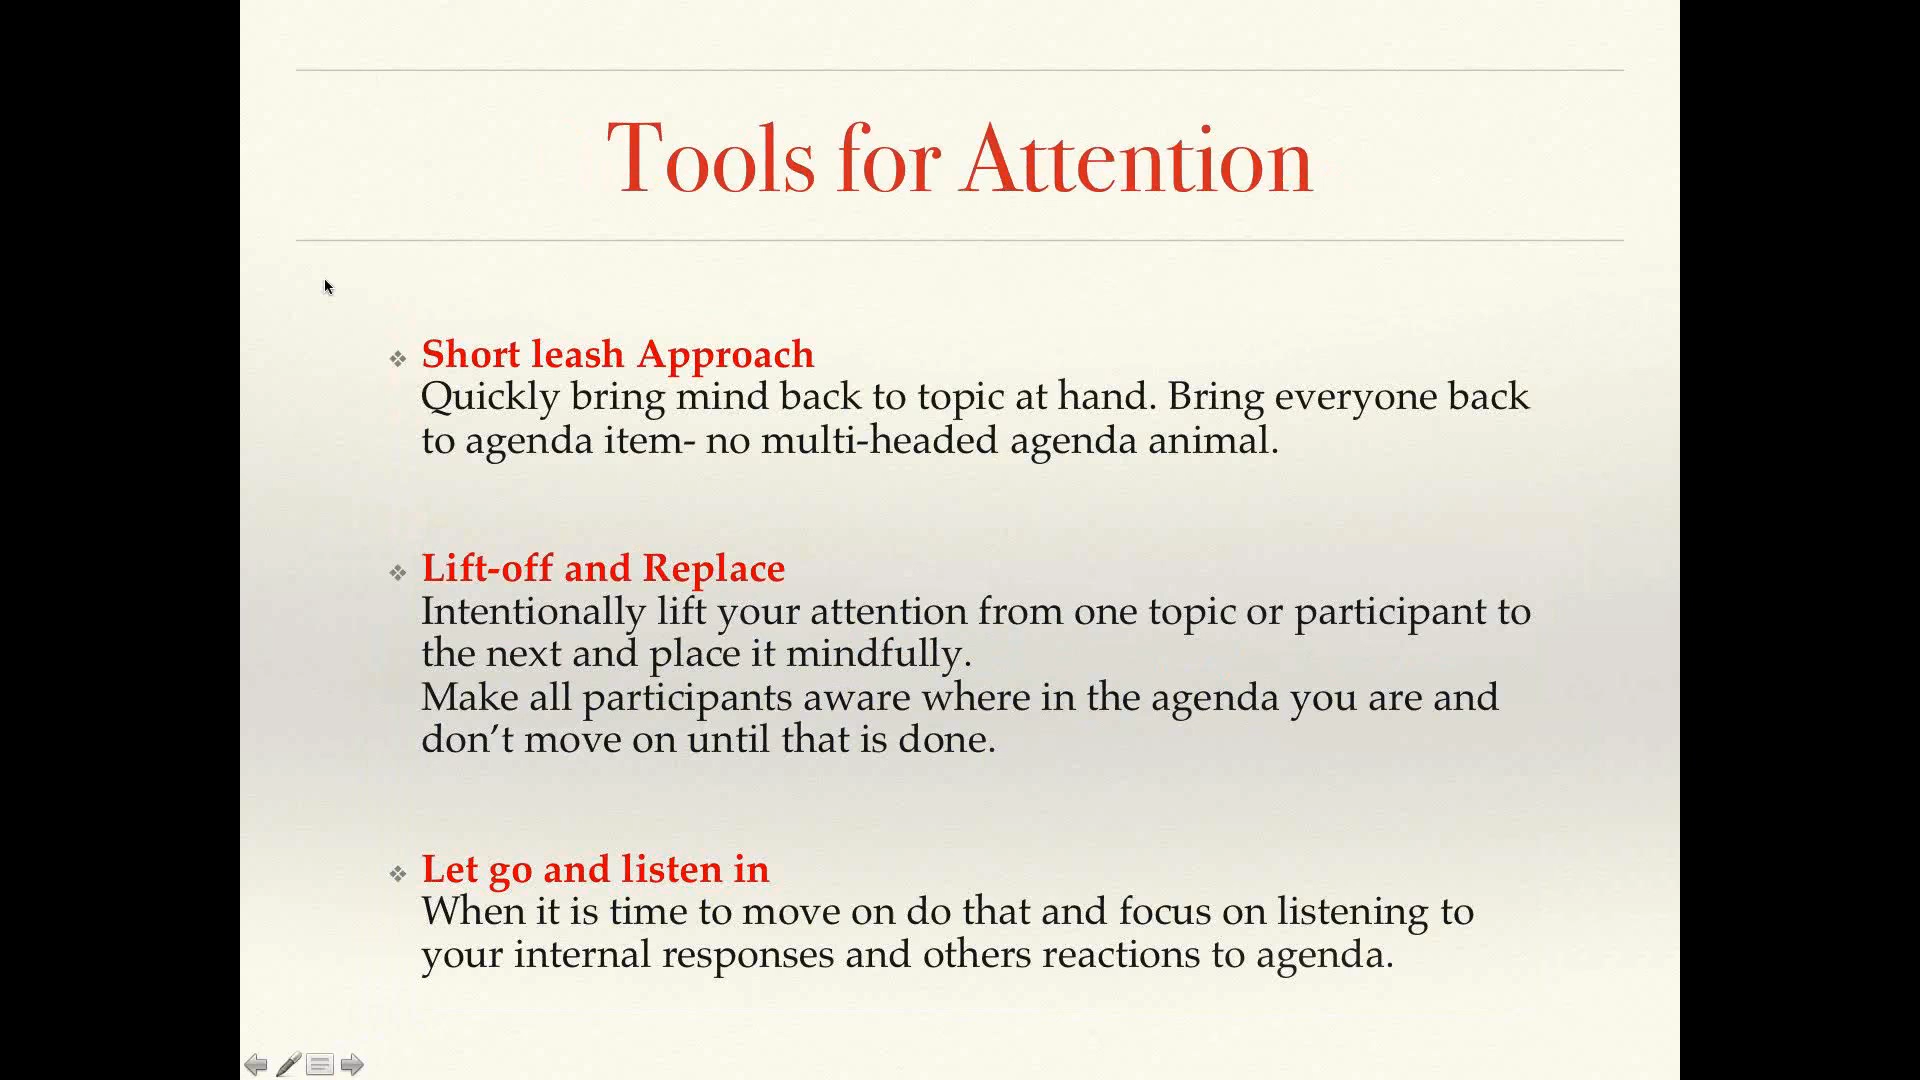 Tools for Attention
Short leash Approach
Quickly bring mind back to topic at hand. Bring everyone back
to agenda item- no multi-headed agenda animal.
Lift-off and Replace
Intentionally lift your attention from one topic or participant to
the next and place it mindfully.
Make all participants aware where in the agenda you are and
don’t move on until that is done.
Let go and listen in
When it is time to move on do that and focus on listening to
your internal responses and others reactions to agenda.